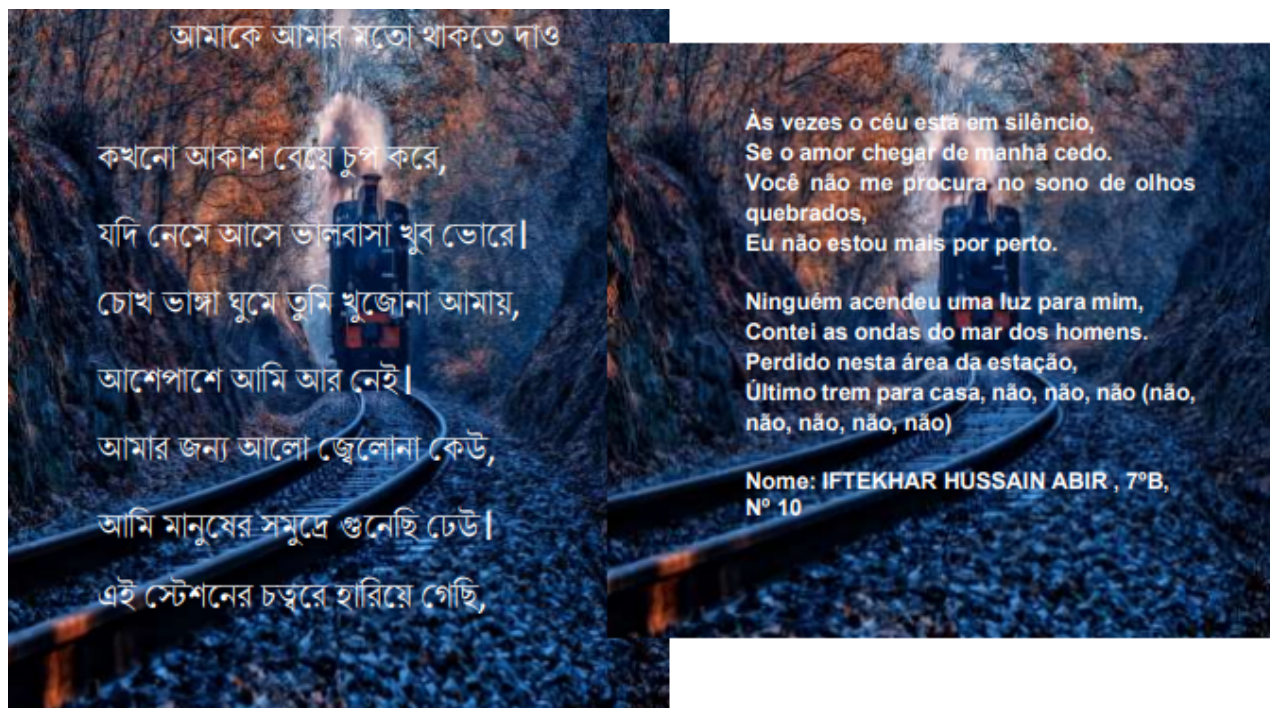 আমাকে আমার মতো থাকতে দাও
কখনো আকাশ বেয়ে চুপ করে,
যদি নেমে আসে ভালবাসা খুব ভোরে|
চোখ ভাঙ্গা ঘুমে তুমি খুজোনা আমায়,
আশেপাশে আমি আর নেই|
আমার জন্য আলো জ্বেলোনা কেউ,
আমি মানুষের সমুদ্রে গুনেছি ঢেউ|
এই স্টেশনের চত্বরে হারিয়ে গেছি,
Às vezes o céu está em silêncio,
Se o amor chegar de manhã cedo.
Você não me procura no sono de olhos
quebrados,
Eu não estou mais por perto.
Ninguém acendeu uma luz para mim,
Contei as ondas do mar dos homens.
Perdido nesta área da estação,
Último trem para casa, não, não, não (não,
não, não, não, não)
Nome: IFTEKHAR HUSSAIN ABIR , 7ºB,
Nº 10